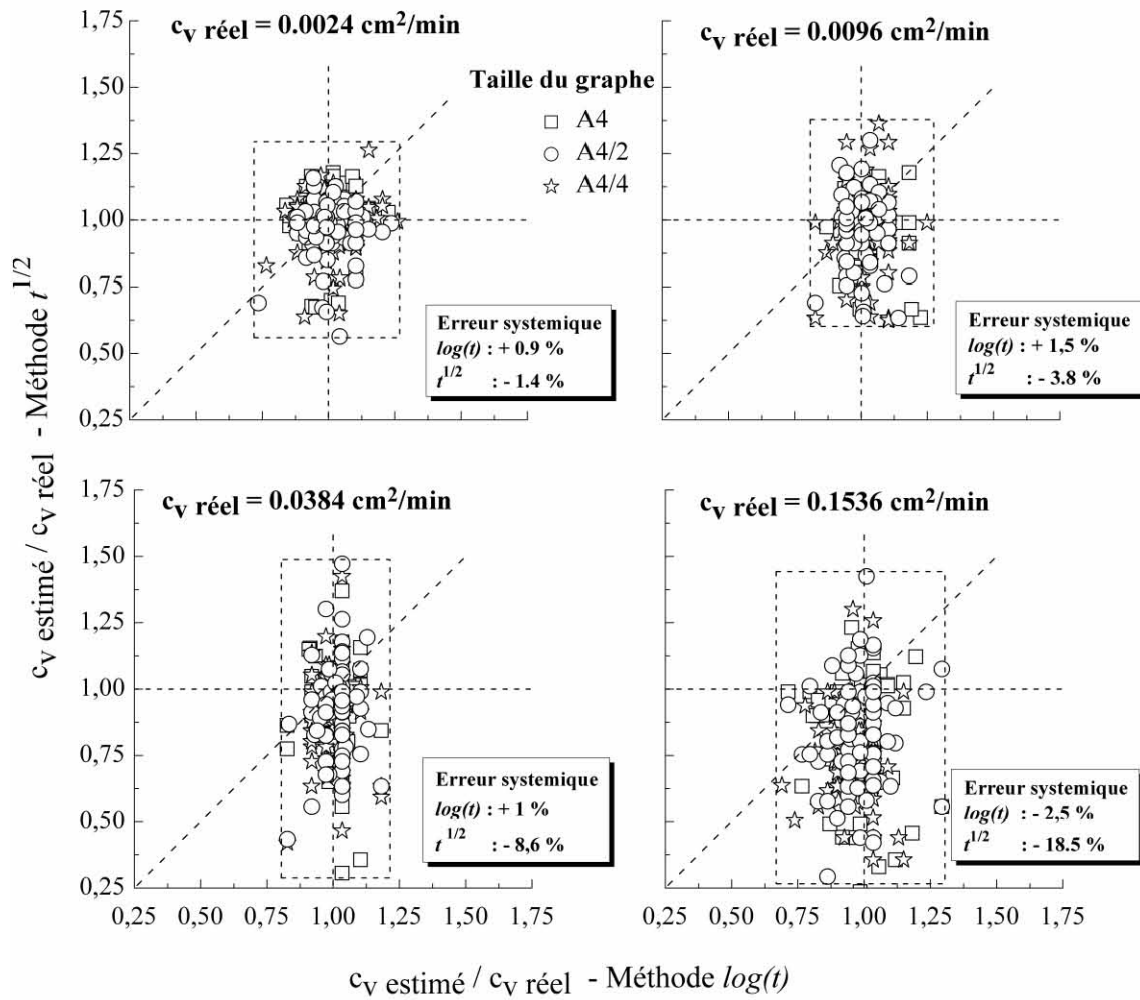 c_v réel = 0.0024 cm²/min
c_v réel = 0.0096 cm²/min
Taille du graphe
A4
A4/2
A4/4
1,75
1,50
1,25
1,00
0,75
0,50
0,25
Erreur systemique
log(t) : + 0.9 %
t^1/2 : - 1.4 %
Erreur systemique
log(t) : + 1,5 %
t^1/2 : - 3.8 %
c_v estimé / c_v réel - Méthode t^1/2
c_v réel = 0.0384 cm²/min
c_v réel = 0.1536 cm²/min
1,75
1,50
1,25
1,00
0,75
0,50
0,25
Erreur systemique
log(t) : + 1 %
t^1/2 : - 8,6 %
Erreur systemique
log(t) : - 2,5 %
t^1/2 : - 18.5 %
0,25 0,50 0,75 1,00 1,25 1,50 1,75
0,25 0,50 0,75 1,00 1,25 1,50 1,75
c_v estimé / c_v réel - Méthode log(t)